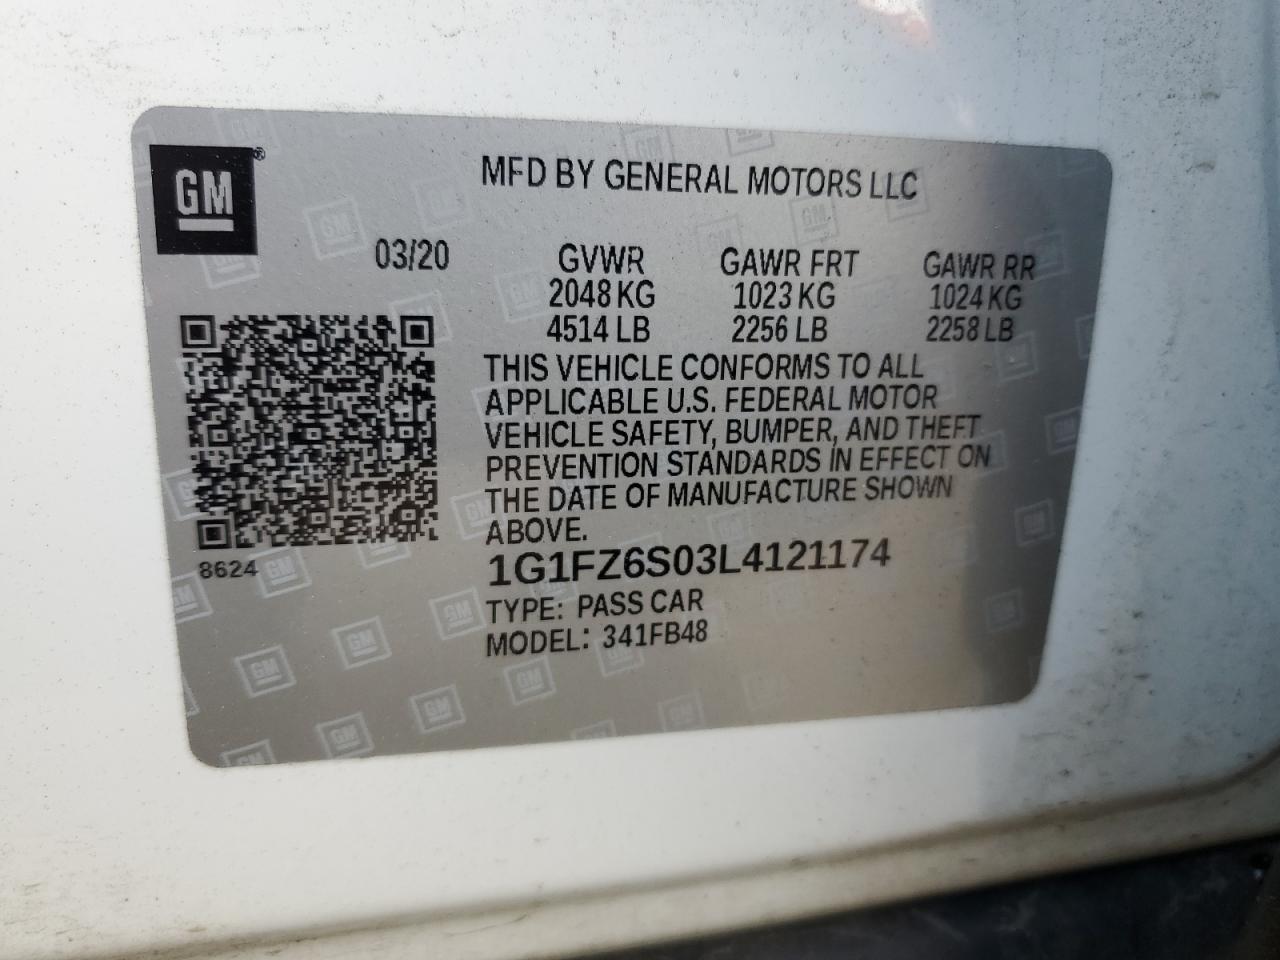 GM®
MFD BY GENERAL MOTORS LLC
03/20 GVWR GAWR FRT GAWR RR
2048 KG 1023 KG 1024 KG
4514 LB 2256 LB 2258 LB
THIS VEHICLE CONFORMS TO ALL
APPLICABLE U.S. FEDERAL MOTOR
VEHICLE SAFETY, BUMPER, AND THEFT
PREVENTION STANDARDS IN EFFECT ON
THE DATE OF MANUFACTURE SHOWN
ABOVE.
8624
1G1FZ6S03L4121174
TYPE: PASS CAR
MODEL: 341FB48